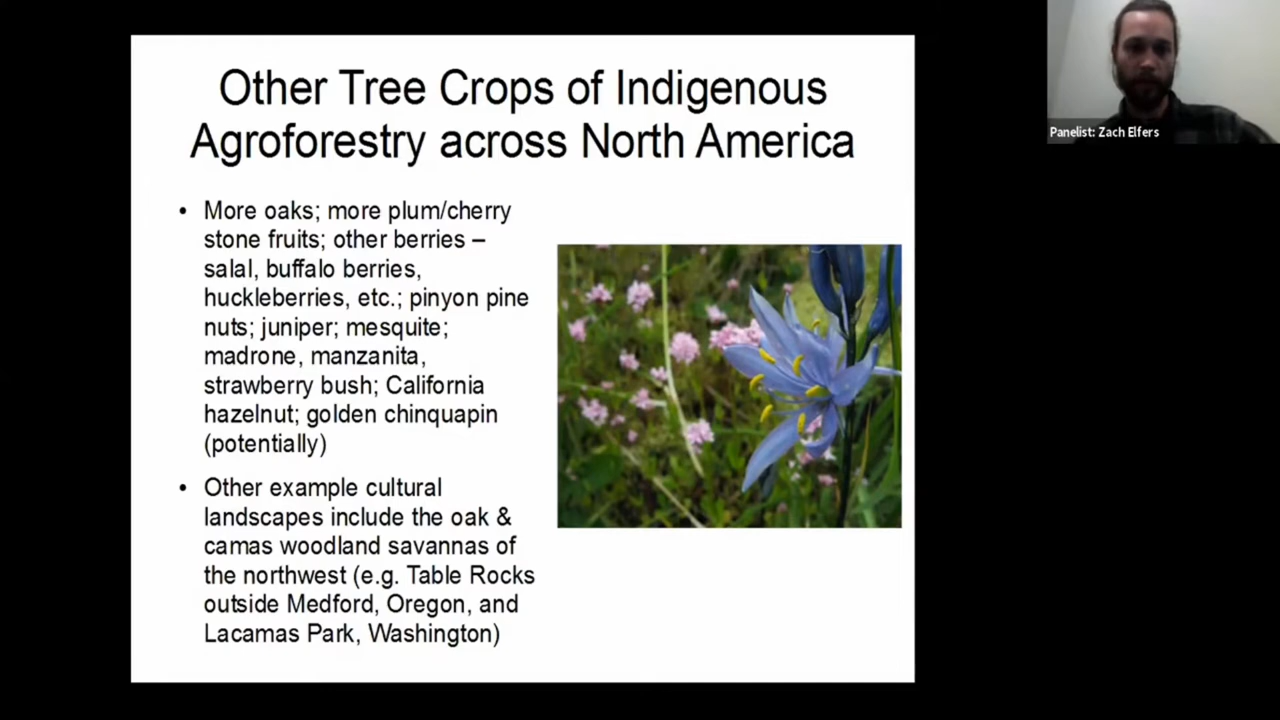 Other Tree Crops of Indigenous
Agroforestry across North America
• More oaks; more plum/cherry
stone fruits; other berries –
salal, buffalo berries,
huckleberries, etc.; pinyon pine
nuts; juniper; mesquite;
madrone, manzanita,
strawberry bush; California
hazelnut; golden chinquapin
(potentially)
• Other example cultural
landscapes include the oak &
camas woodland savannas of
the northwest (e.g. Table Rocks
outside Medford, Oregon, and
Lacamas Park, Washington)
Panelist: Zach Elfers